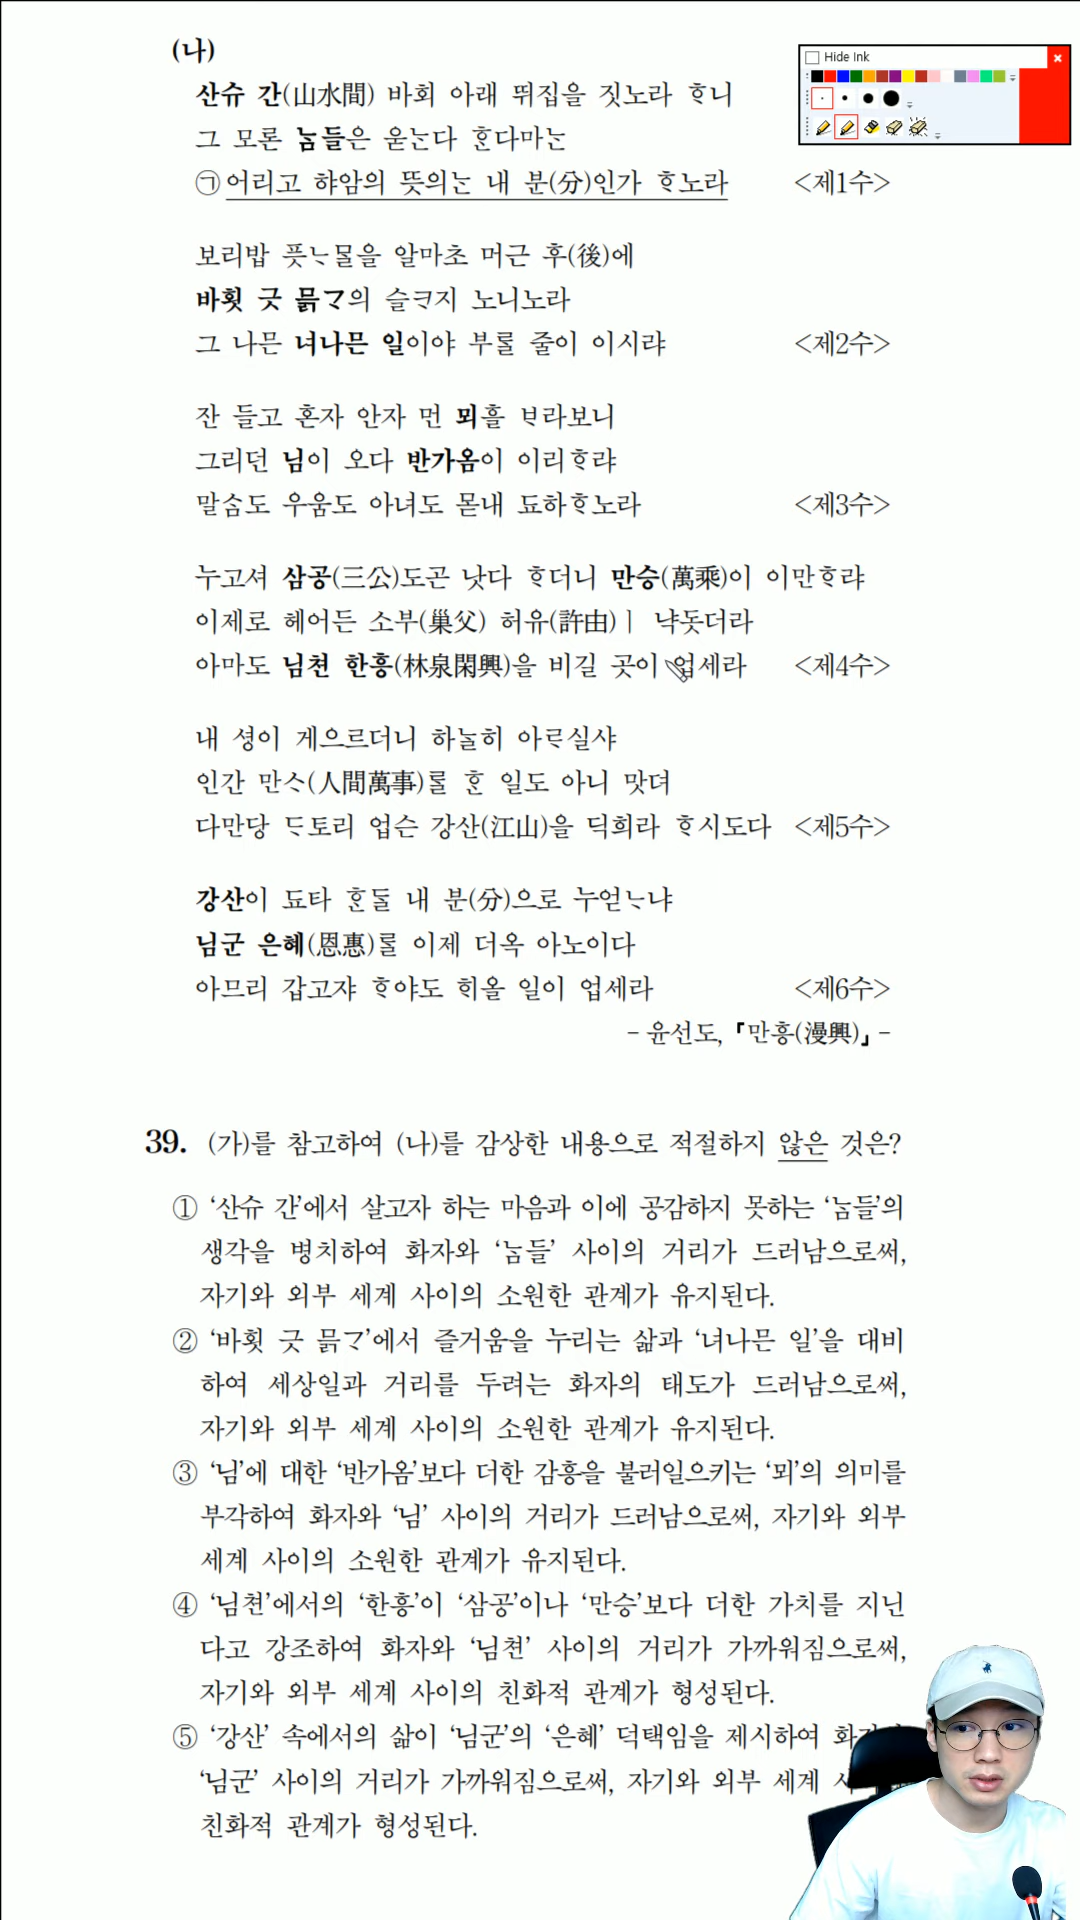 (나)
Hide Ink
산슈 간(山水間) 바회 아래 뛰집을 짓노라 ᄒᆞ니
그 모론 ᄂᆞᆷ들은 욷ᄂᆞᆫ다 ᄒᆞᆫ다마ᄂᆞᆫ
㉠어리고 햐암의 뜻의ᄂᆞᆫ 내 분(分)인가 ᄒᆞ노라 <제1수>
보리밥 픗ᄂᆞ물을 알마초 머근 후(後)에
바횟 긋 믉ᄀᆞ의 슬ᄏᆞ지 노니노라
그 나믄 녀나믄 일이야 부ᄅᆞᆯ 줄이 이시랴 <제2수>
잔 들고 혼자 안자 먼 뫼흘 ᄇᆞ라보니
그리던 님이 오다 반가옴이 이리ᄒᆞ랴
말ᄉᆞᆷ도 우움도 아녀도 몯내 됴하ᄒᆞ노라 <제3수>
누고셔 삼공(三公)도곤 낫다 ᄒᆞ더니 만승(萬乘)이 이만ᄒᆞ랴
이제로 헤어든 소부(巢父) 허유(許由)ㅣ 냑돗더라
아마도 님쳔 한흥(林泉閑興)을 비길 곳이 업세라 <제4수>
내 셩이 게으르더니 하ᄂᆞᆯ히 아ᄅᆞ실샤
인간 만ᄉᆞ(人間萬事)ᄅᆞᆯ ᄒᆞᆫ 일도 아니 맛뎌
다만당 ᄃᆞ토리 업슨 강산(江山)을 딕희라 ᄒᆞ시도다 <제5수>
강산이 됴타 ᄒᆞᆫᄃᆞᆯ 내 분(分)으로 누얻ᄂᆞ냐
님군 은혜(恩惠)ᄅᆞᆯ 이제 더옥 아노이다
아므리 갑고쟈 ᄒᆞ야도 ᄒᆡ올 일이 업세라 <제6수>
- 윤선도, 「만흥(漫興)」 -
39. (가)를 참고하여 (나)를 감상한 내용으로 적절하지 않은 것은?
① ‘산슈 간’에서 살고자 하는 마음과 이에 공감하지 못하는 ‘ᄂᆞᆷ들’의
생각을 병치하여 화자와 ‘ᄂᆞᆷ들’ 사이의 거리가 드러남으로써,
자기와 외부 세계 사이의 소원한 관계가 유지된다.
② ‘바횟 긋 믉ᄀᆞ’에서 즐거움을 누리는 삶과 ‘녀나믄 일’을 대비
하여 세상일과 거리를 두려는 화자의 태도가 드러남으로써,
자기와 외부 세계 사이의 소원한 관계가 유지된다.
③ ‘님’에 대한 ‘반가옴’보다 더한 감흥을 불러일으키는 ‘뫼’의 의미를
부각하여 화자와 ‘님’ 사이의 거리가 드러남으로써, 자기와 외부
세계 사이의 소원한 관계가 유지된다.
④ ‘님쳔’에서의 ‘한흥’이 ‘삼공’이나 ‘만승’보다 더한 가치를 지닌
다고 강조하여 화자와 ‘님쳔’ 사이의 거리가 가까워짐으로써,
자기와 외부 세계 사이의 친화적 관계가 형성된다.
⑤ ‘강산’ 속에서의 삶이 ‘님군’의 ‘은혜’ 덕택임을 제시하여
‘님군’ 사이의 거리가 가까워짐으로써, 자기와 외부 세계
친화적 관계가 형성된다.